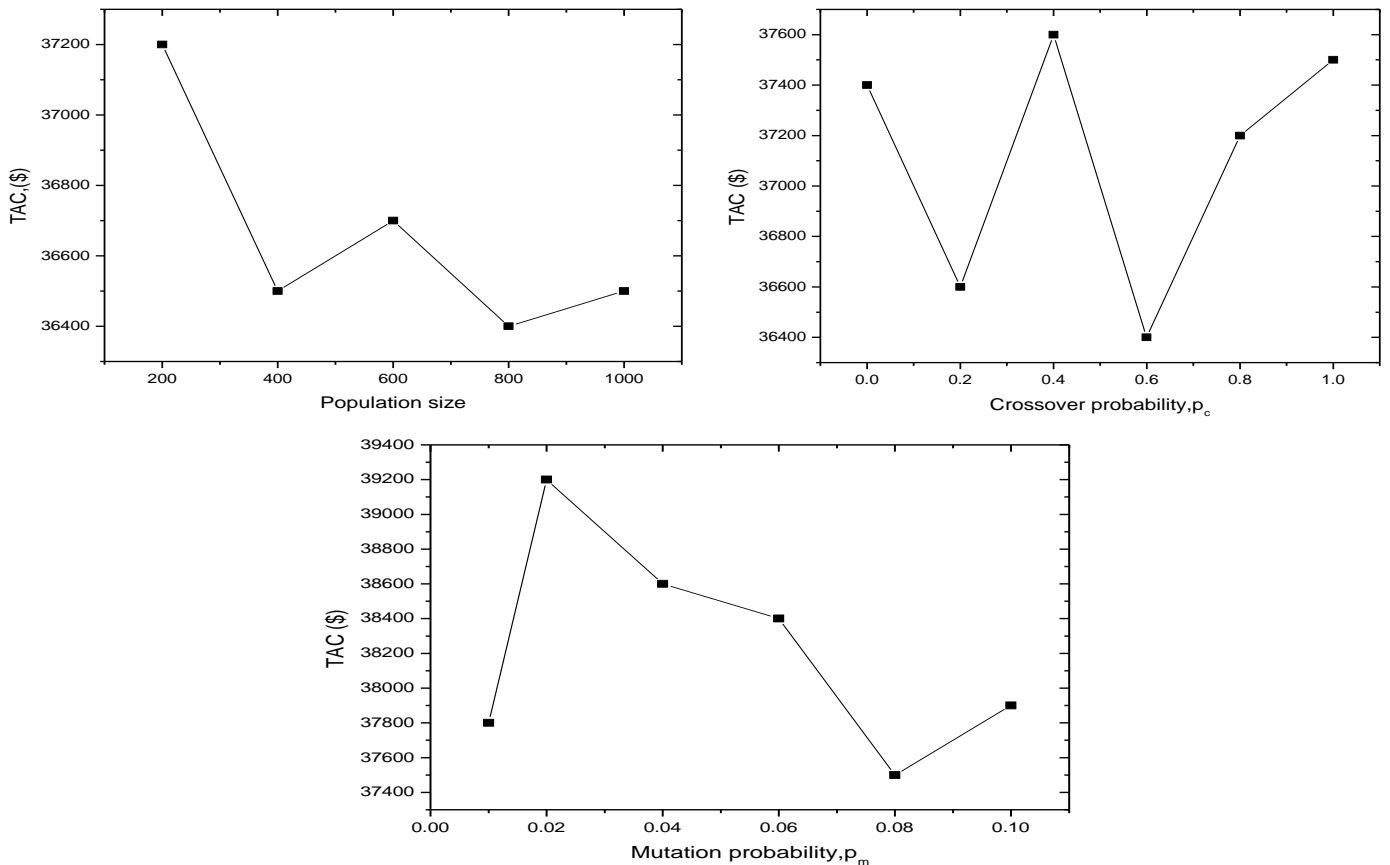 37200
37000
36800
36600
36400
TAC,($)
200 400 600 800 1000
Population size
37600
37400
37200
37000
36800
36600
36400
TAC ($)
0.0 0.2 0.4 0.6 0.8 1.0
Crossover probability,pc
39400
39200
39000
38800
38600
38400
38200
38000
37800
37600
37400
TAC ($)
0.00 0.02 0.04 0.06 0.08 0.10
Mutation probability,pm